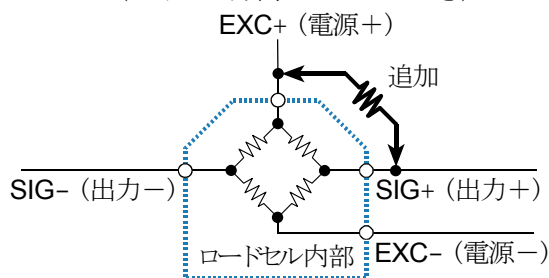 EXC+（電源＋）
追加
SIG-（出力－）
SIG+（出力＋）
ロードセル内部
EXC-（電源－）